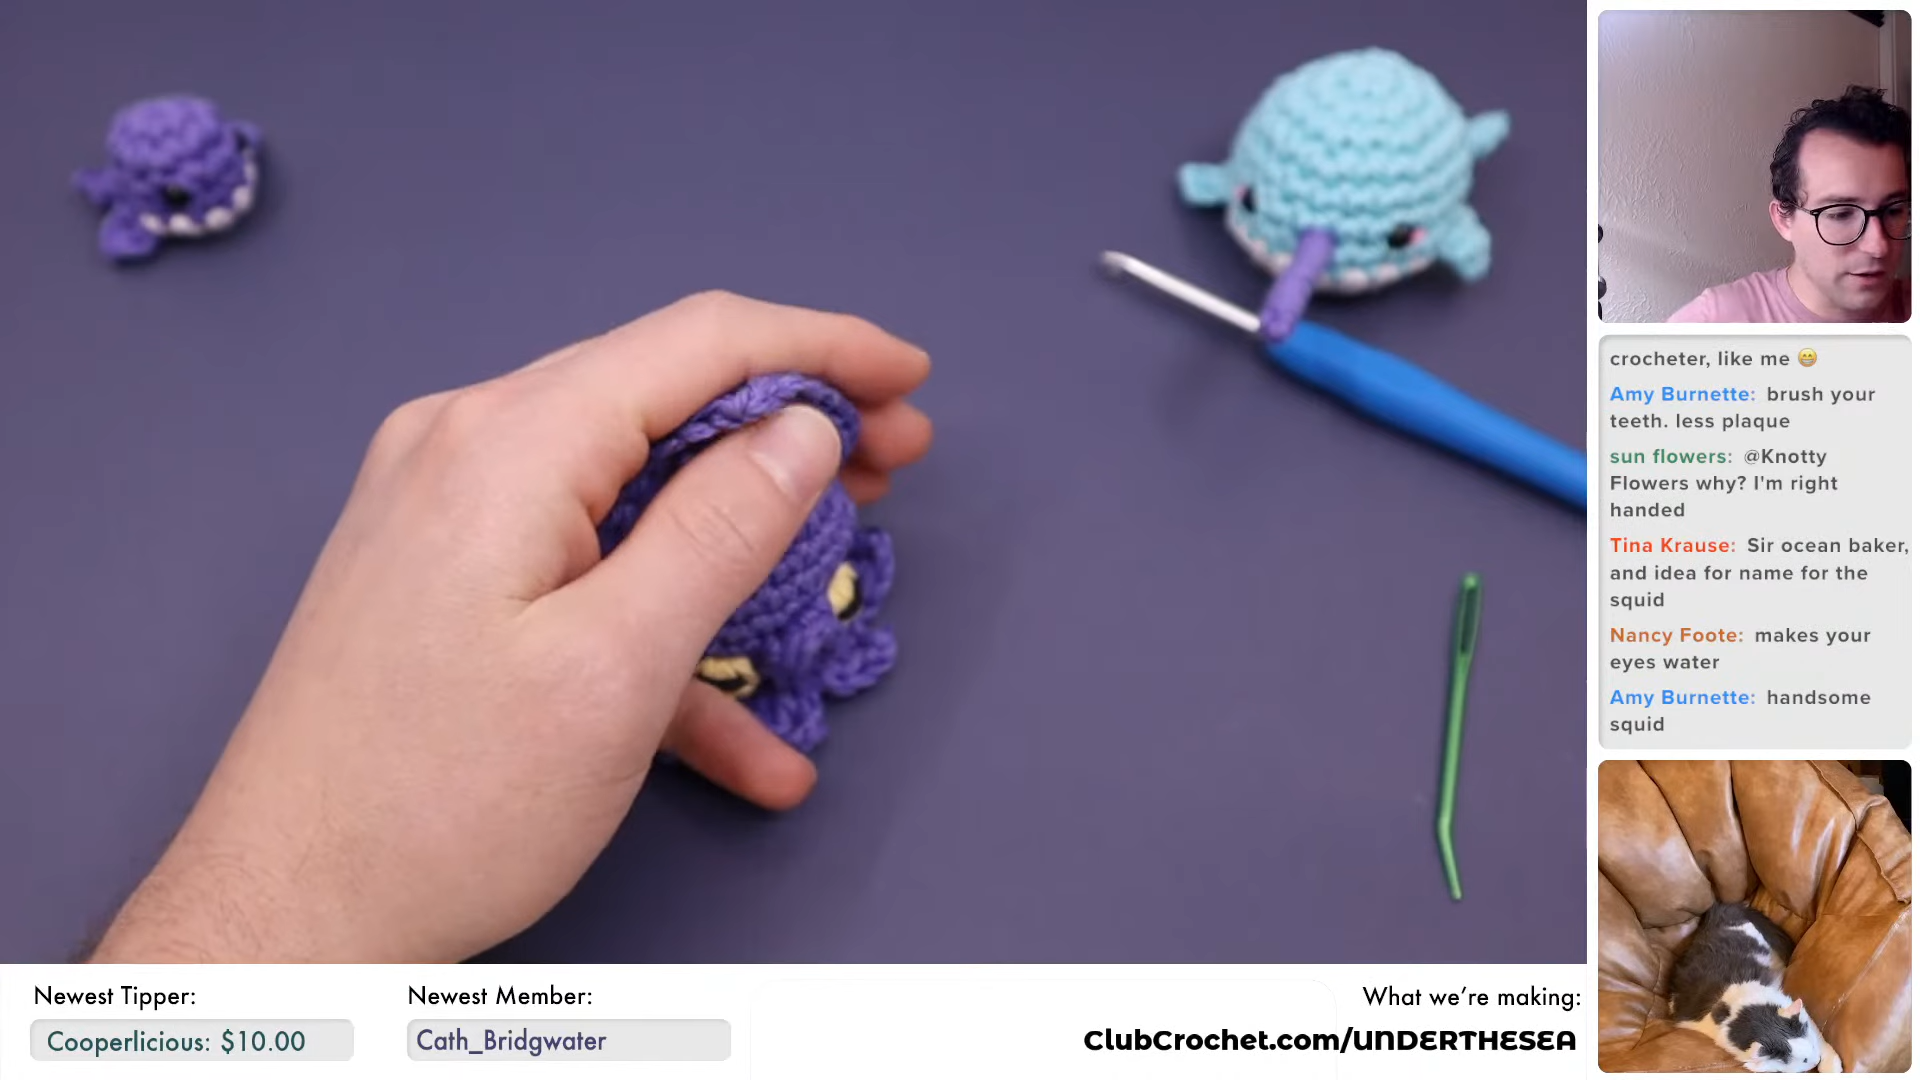 crocheter, like me 😁
Amy Burnette: brush your
teeth. less plaque
sun flowers: @Knotty
Flowers why? I'm right
handed
Tina Krause: Sir ocean baker,
and idea for name for the
squid
Nancy Foote: makes your
eyes water
Amy Burnette: handsome
squid
Newest Tipper:
Cooperlicious: $10.00
Newest Member:
Cath_Bridgwater
What we’re making:
ClubCrochet.com/UNDERTHESEA